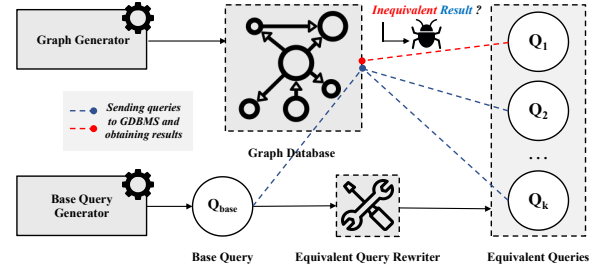 Inequivalent Result ?
Graph Generator
Q1
Sending queries
to GDBMS and
obtaining results
Q2
Graph Database
...
Base Query
Generator
Qbase
Qk
Base Query
Equivalent Query Rewriter
Equivalent Queries